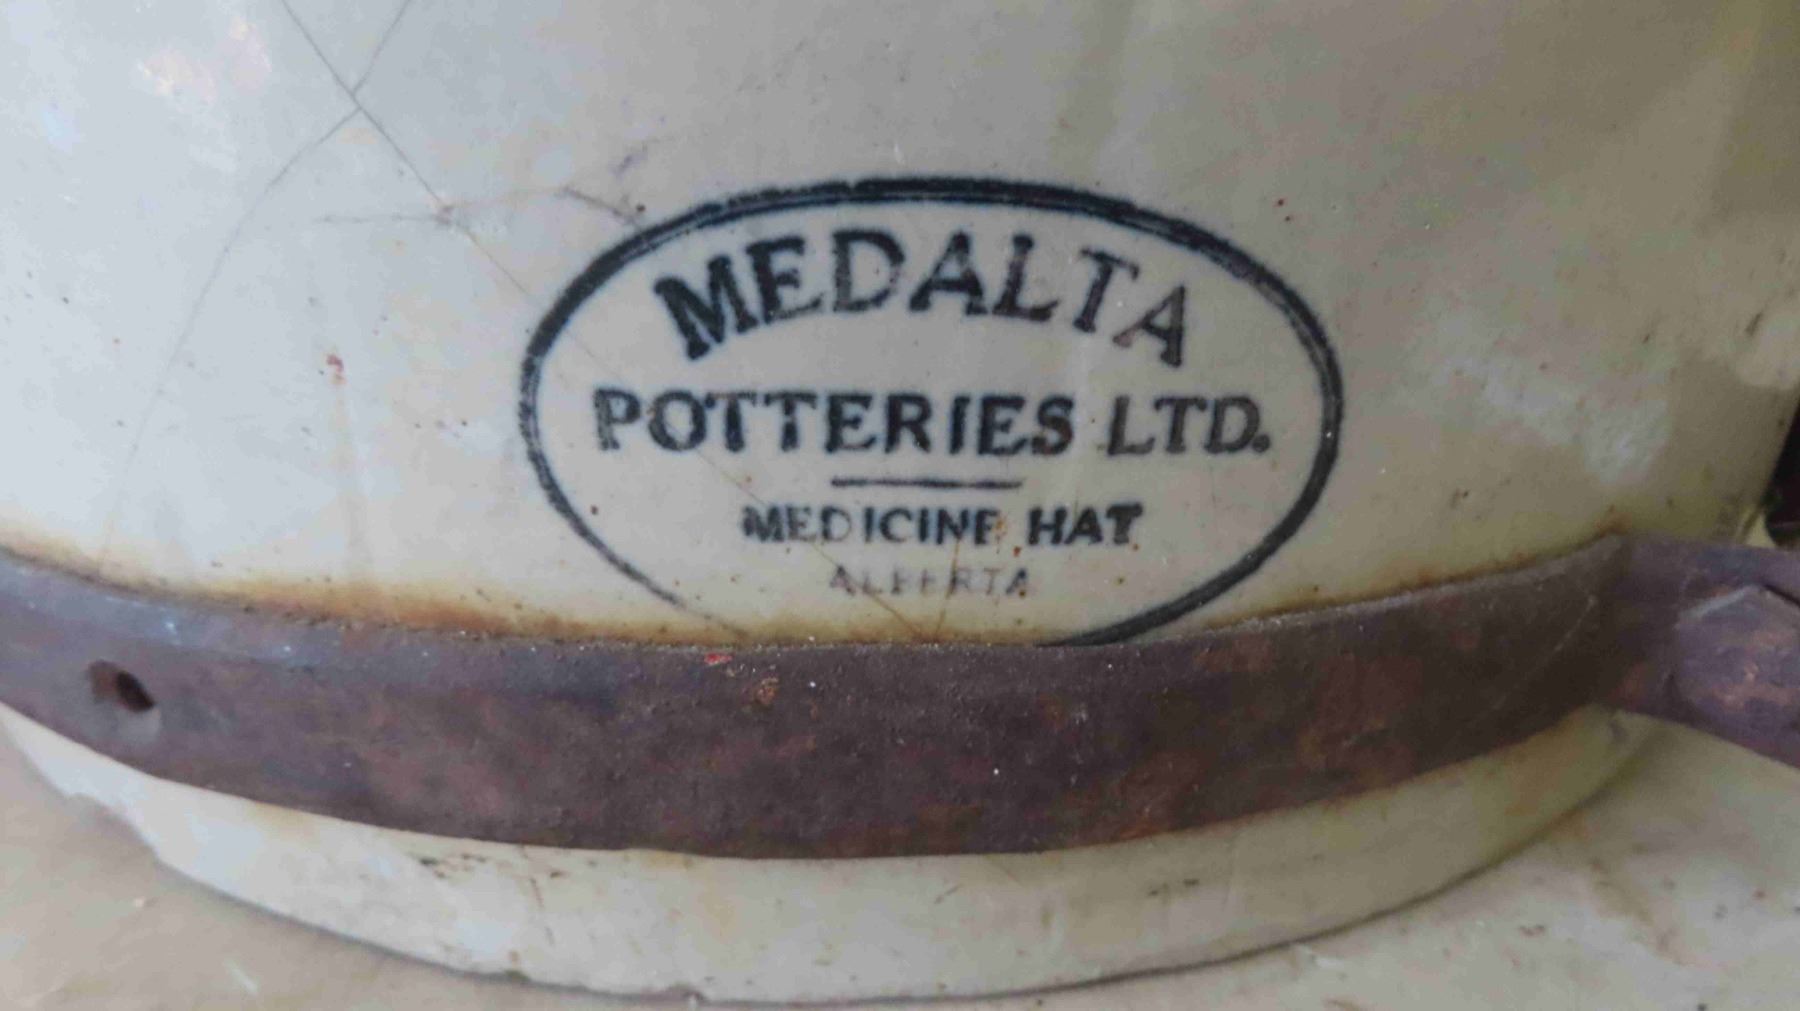 MEDALTA
POTTERIES LTD.
MEDICINE HAT
ALBERTA